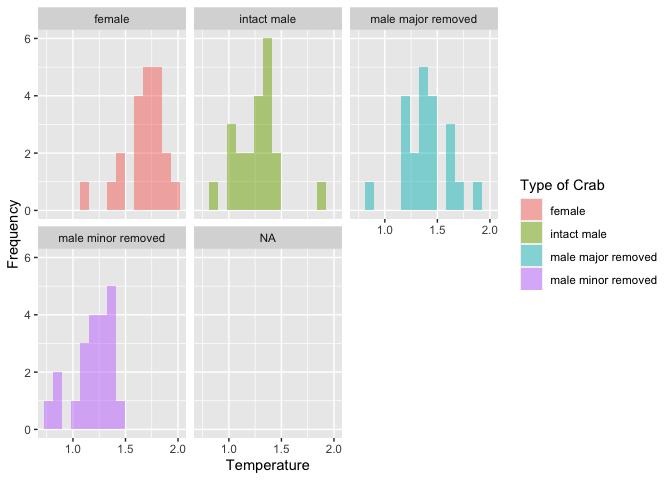 female intact male male major removed
6
4
2
0
1.0 1.5 2.0
male minor removed NA
6
4
2
0
1.0 1.5 2.0 1.0 1.5 2.0
Temperature
Frequency
Type of Crab
female
intact male
male major removed
male minor removed